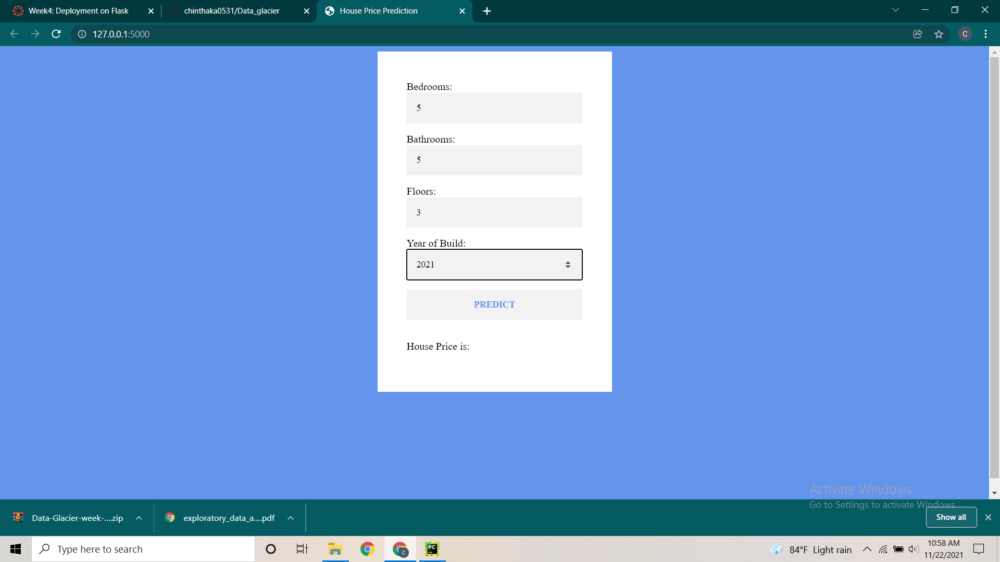 Week4: Deployment on Flask
chinthaka0531/Data_glacier
House Price Prediction
127.0.0.1:5000
C
Bedrooms:
5
Bathrooms:
5
Floors:
3
Year of Build:
2021
PREDICT
House Price is:
Activate Windows
Go to Settings to activate Windows.
Data-Glacier-week-....zip
exploratory_data_a....pdf
Show all
Type here to search
C
PC
84°F Light rain
10:58 AM
11/22/2021